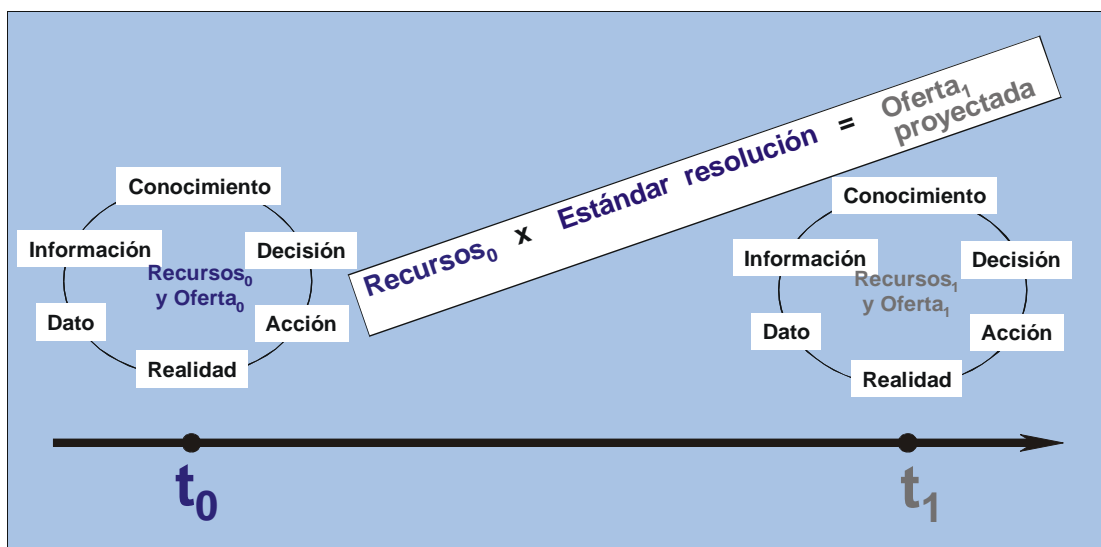 Recursos₀ x Estándar resolución = Oferta₁
proyectada
Conocimiento
Información
Decisión
Recursos₀
y Oferta₀
Dato
Acción
Realidad
Conocimiento
Información
Decisión
Recursos₁
y Oferta₁
Dato
Acción
Realidad
t₀
t₁